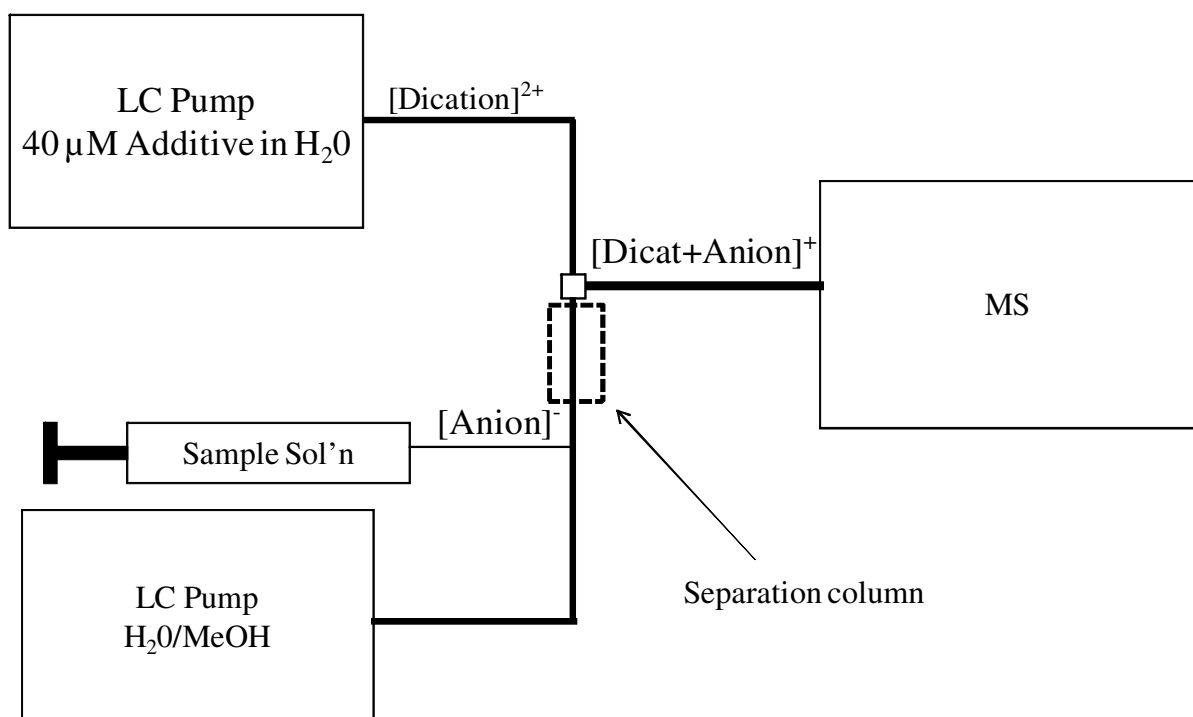 LC Pump
40 µM Additive in H₂0
[Dication]²⁺
[Dicat+Anion]⁺
MS
[Anion]⁻
Sample Sol’n
LC Pump
H₂0/MeOH
Separation column